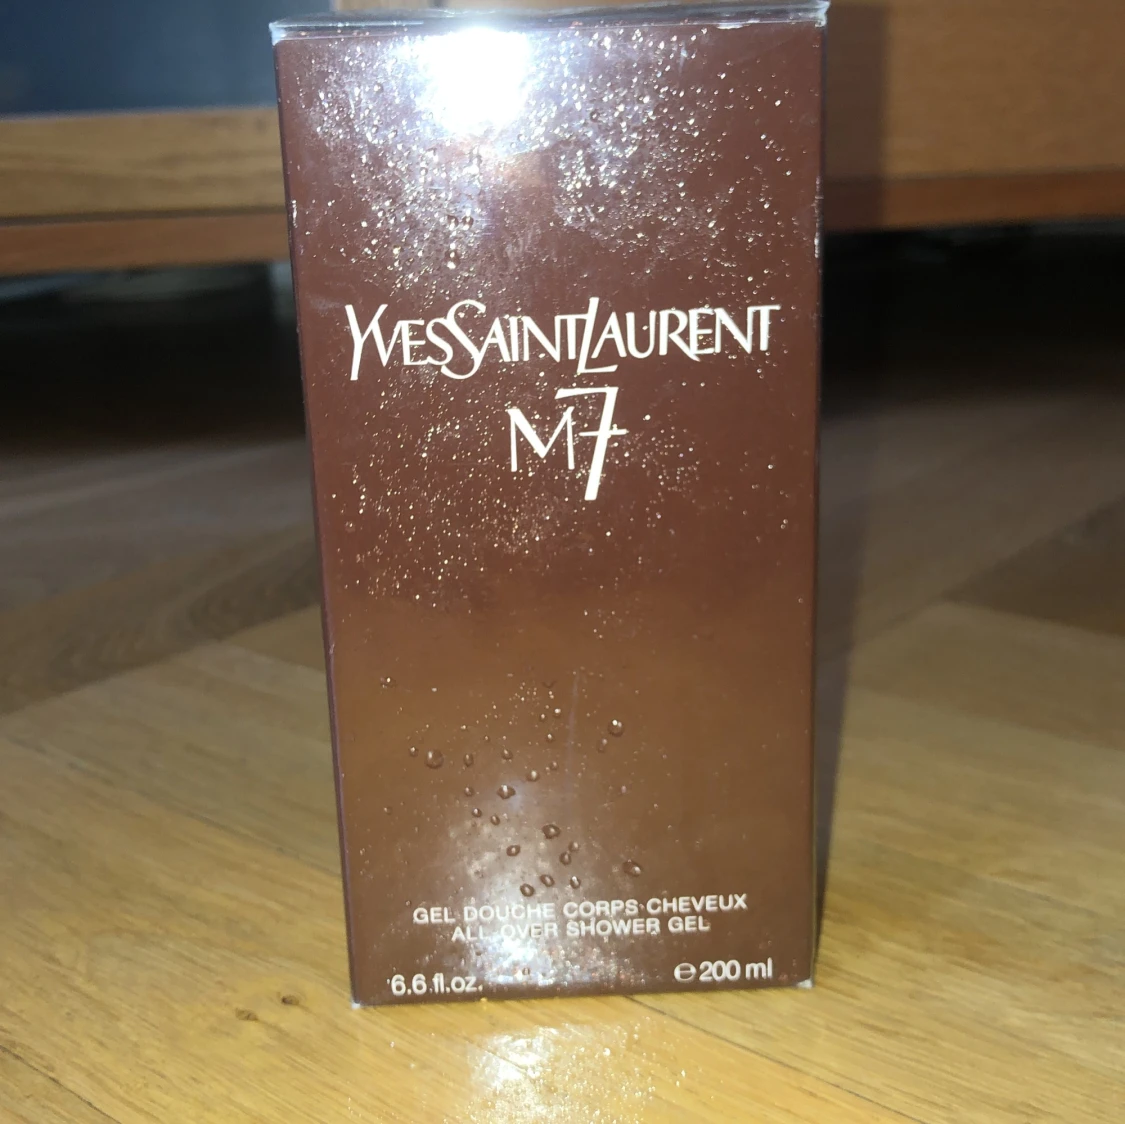 YVESSAINTLAURENT
M7
GEL DOUCHE CORPS CHEVEUX
ALL OVER SHOWER GEL
6.6 fl.oz. ℮ 200 ml